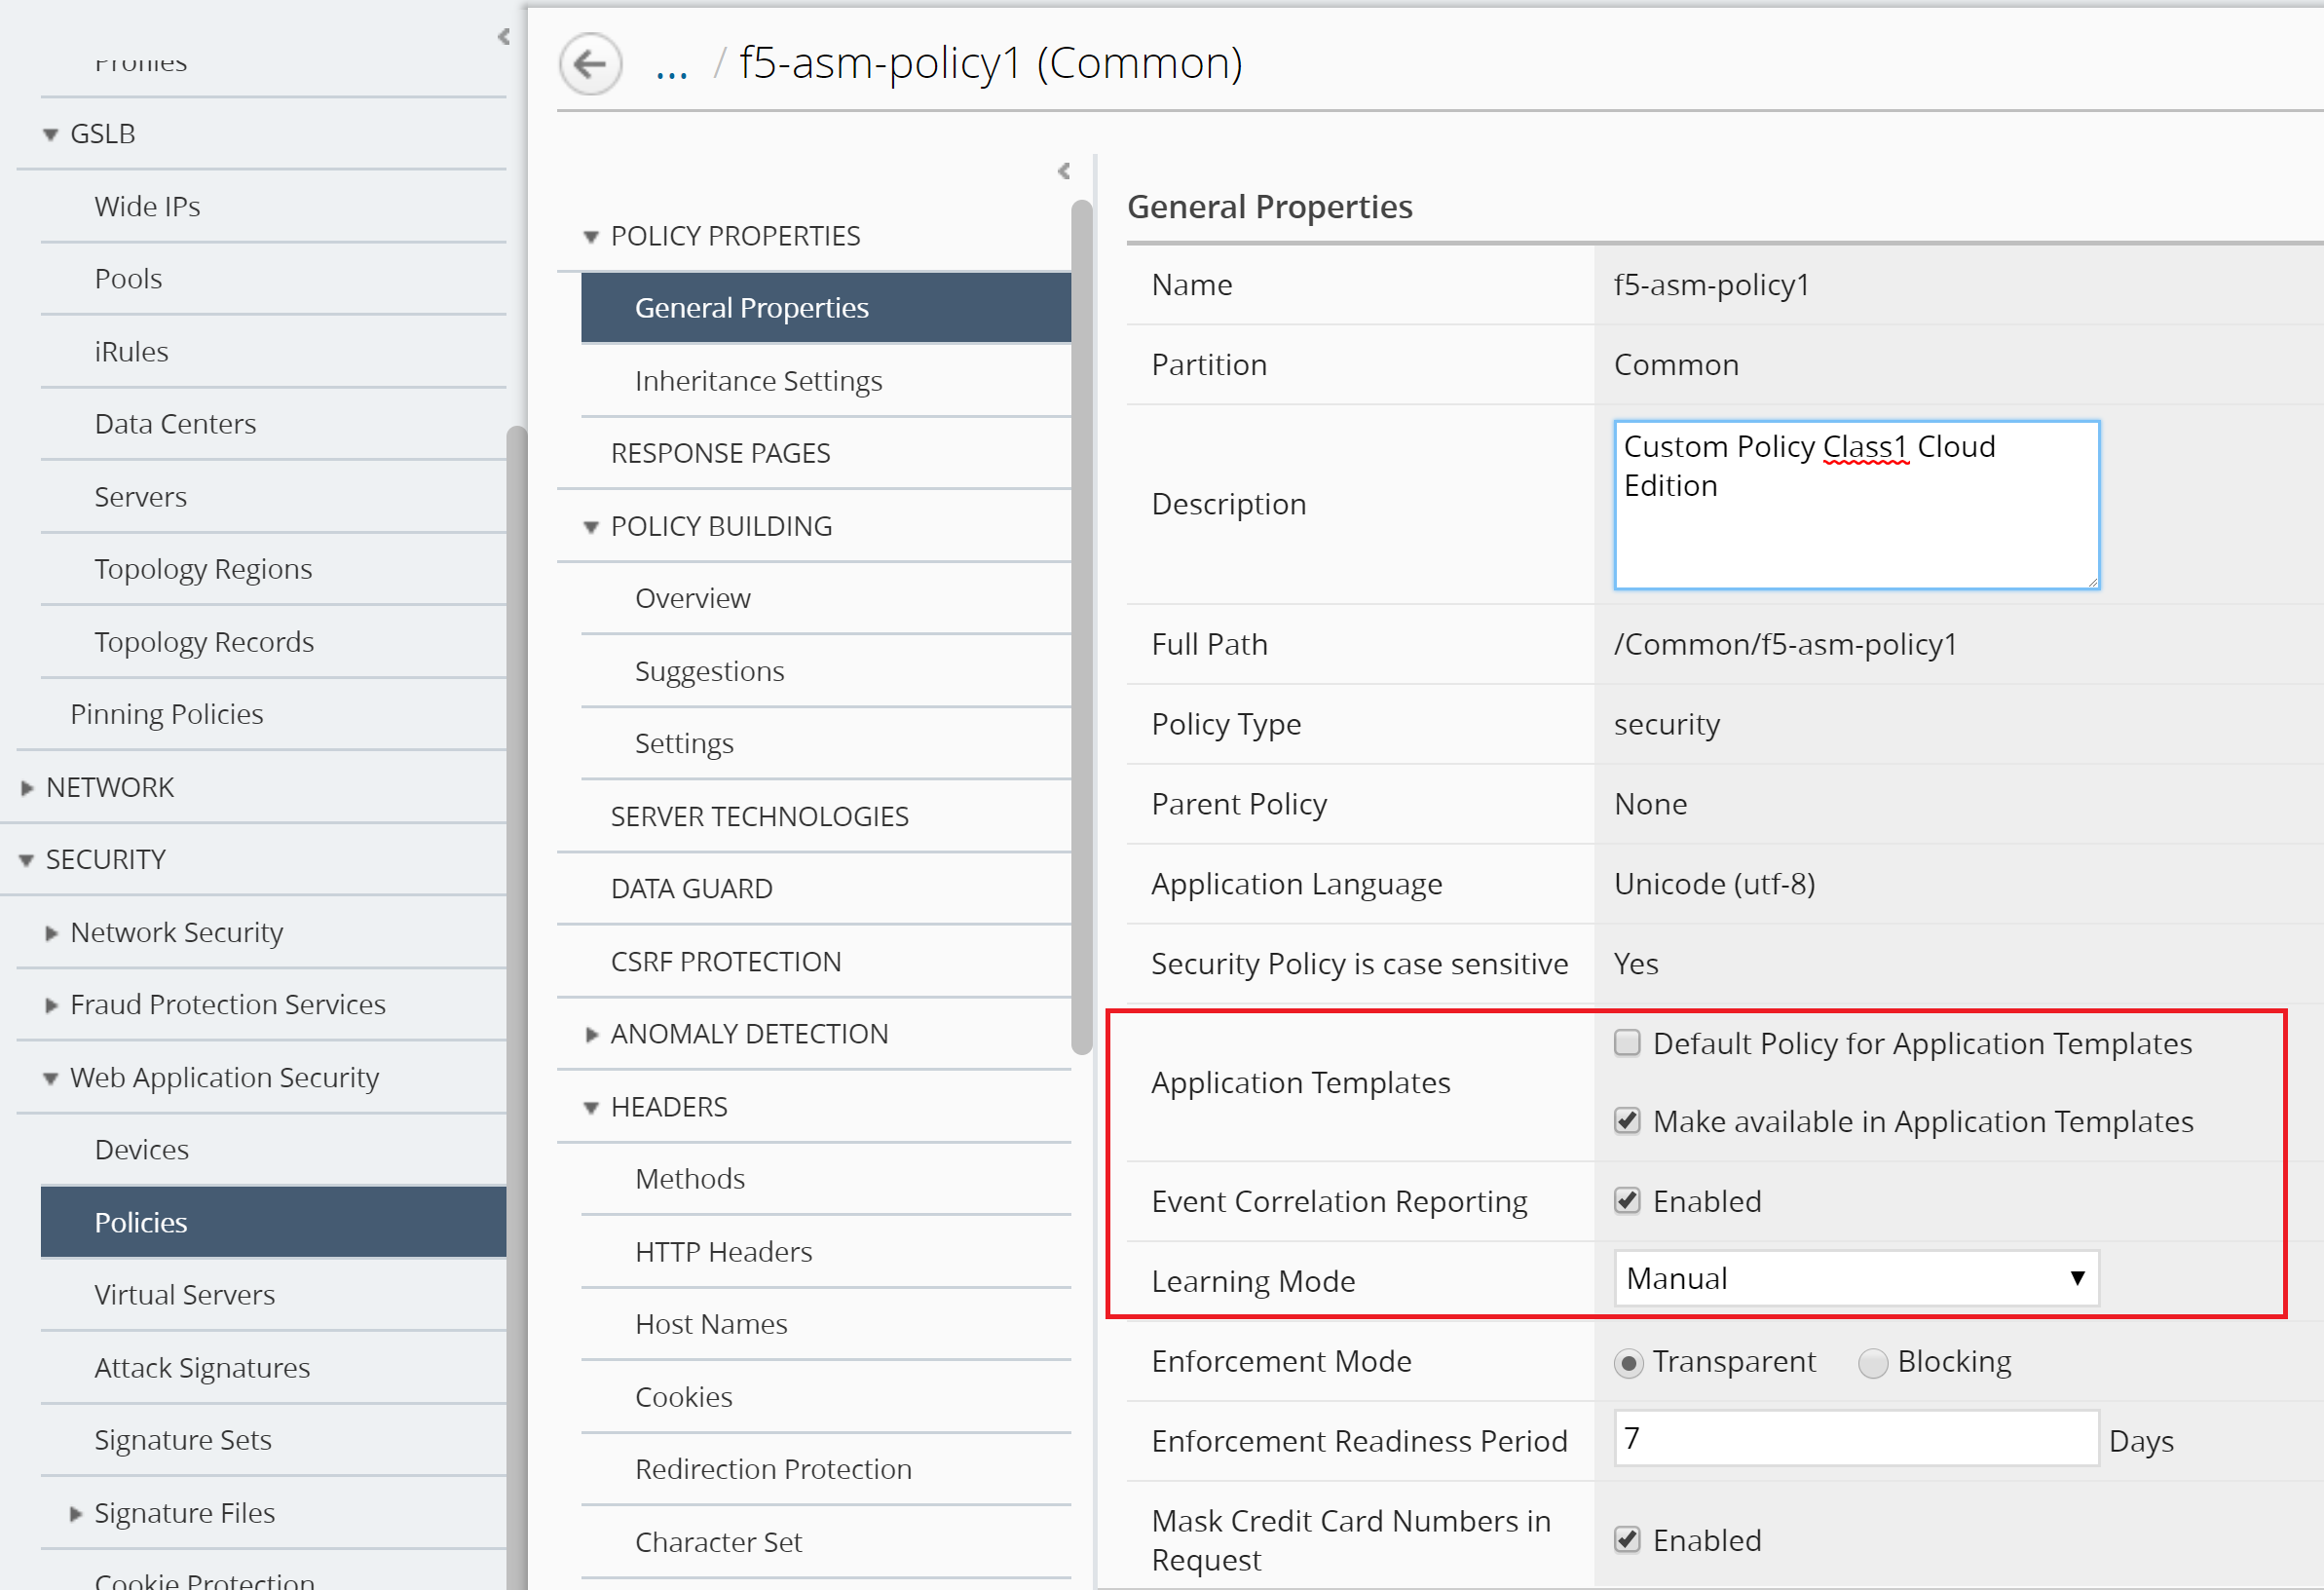 Profiles
GSLB
Wide IPs
Pools
iRules
Data Centers
Servers
Topology Regions
Topology Records
Pinning Policies
NETWORK
SECURITY
Network Security
Fraud Protection Services
Web Application Security
Devices
Policies
Virtual Servers
Attack Signatures
Signature Sets
Signature Files
Cookie Protection
... / f5-asm-policy1 (Common)
POLICY PROPERTIES
General Properties
Inheritance Settings
RESPONSE PAGES
POLICY BUILDING
Overview
Suggestions
Settings
SERVER TECHNOLOGIES
DATA GUARD
CSRF PROTECTION
ANOMALY DETECTION
HEADERS
Methods
HTTP Headers
Host Names
Cookies
Redirection Protection
Character Set
General Properties
Name f5-asm-policy1
Partition Common
Description
Custom Policy Class1 Cloud
Edition
Full Path /Common/f5-asm-policy1
Policy Type security
Parent Policy None
Application Language Unicode (utf-8)
Security Policy is case sensitive Yes
Application Templates
Default Policy for Application Templates
Make available in Application Templates
Event Correlation Reporting Enabled
Learning Mode Manual
Enforcement Mode Transparent Blocking
Enforcement Readiness Period 7 Days
Mask Credit Card Numbers in
Request
Enabled